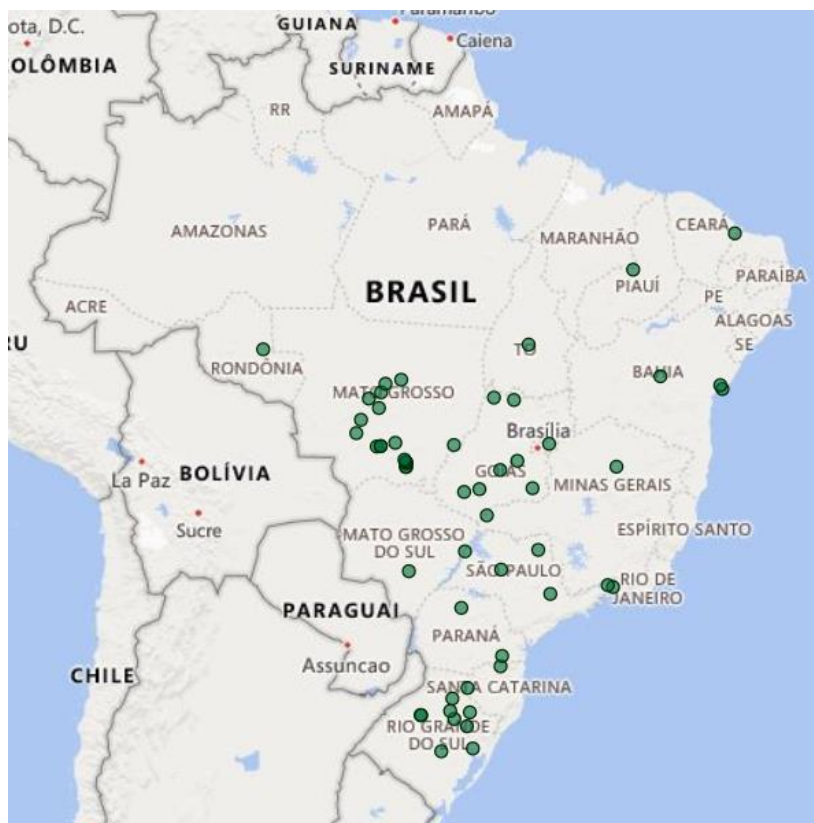 Paramaribo
GUIANA
ota, D.C.
Caiena
OLÔMBIA
SURINAME
RR
AMAPÁ
AMAZONAS
PARÁ
MARANHÃO
CEARÁ
BRASIL
PIAUÍ
PARAÍBA
PE
ACRE
ALAGOAS
RU
RONDÔNIA
TO
SE
MATO GROSSO
BAHIA
Brasília
La Paz
BOLÍVIA
GOIÁS
MINAS GERAIS
Sucre
MATO GROSSO
DO SUL
ESPÍRITO SANTO
SÃO PAULO
RIO DE
JANEIRO
PARAGUAI
PARANÁ
Assuncao
CHILE
SANTA CATARINA
RIO GRANDE
DO SUL